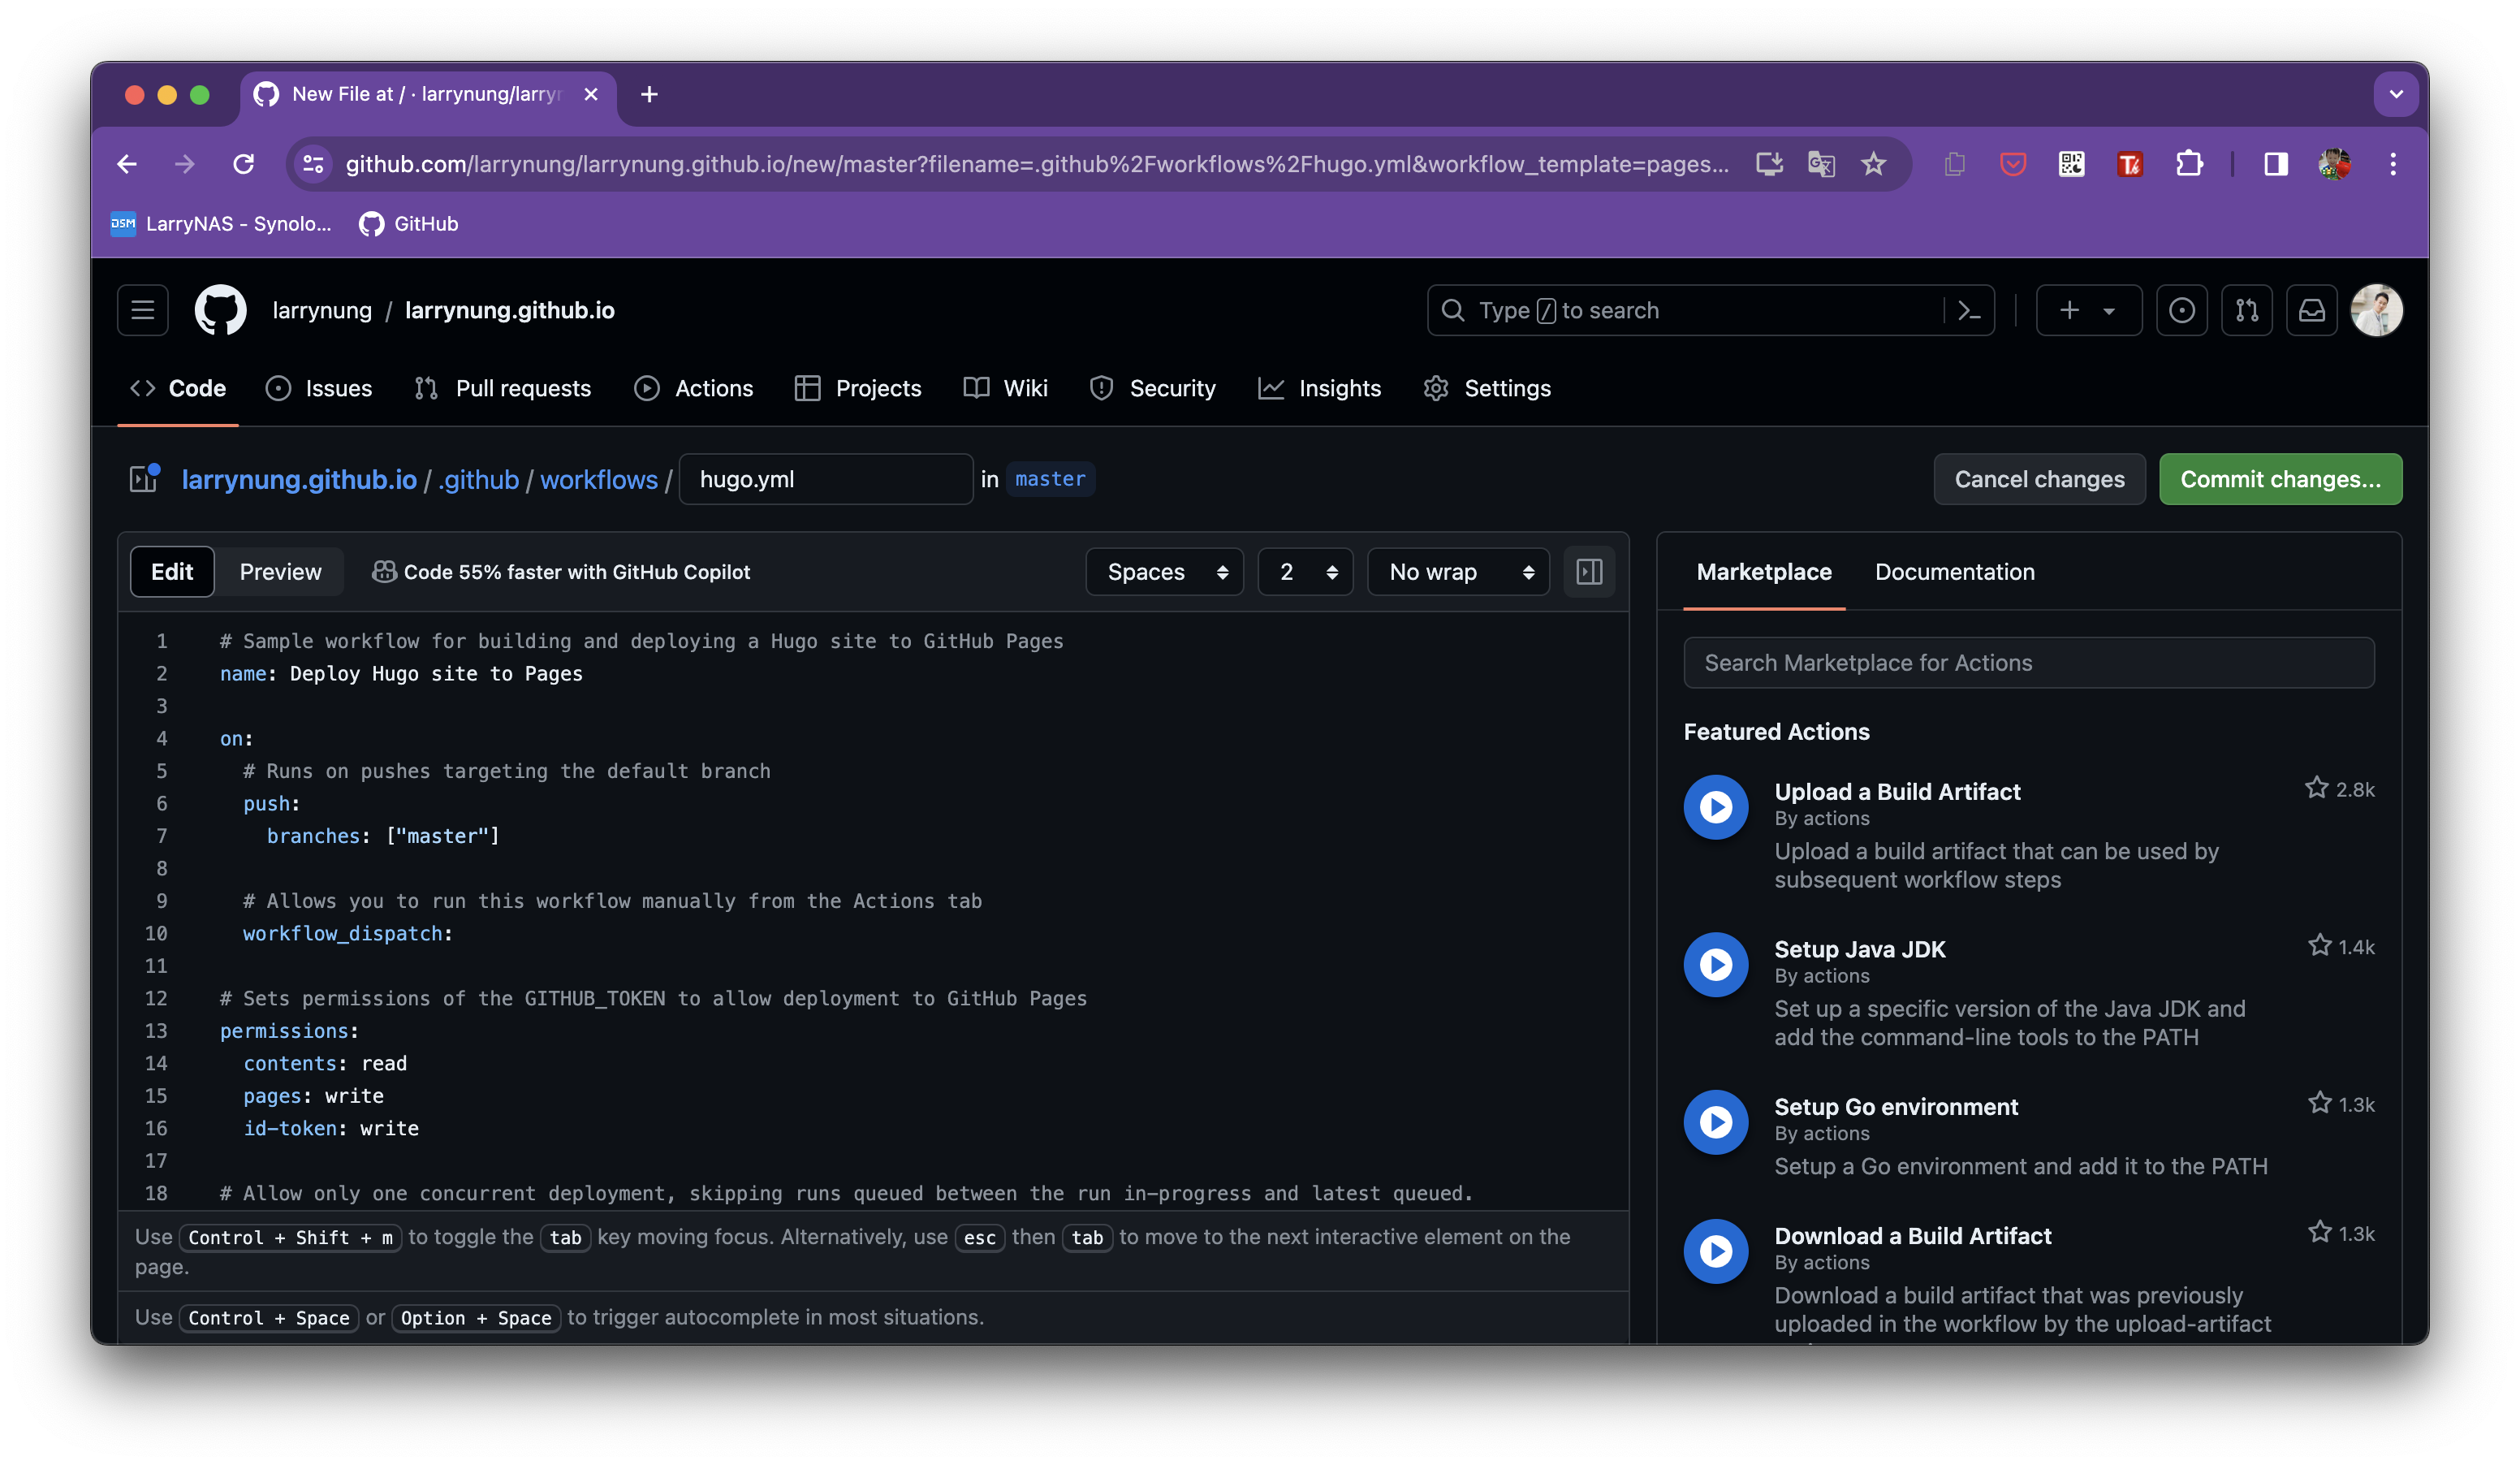 New File at / · larrynung/larry
github.com/larrynung/larrynung.github.io/new/master?filename=.github%2Fworkflows%2Fhugo.yml&workflow_template=pages...
DSM LarryNAS - Synolo... GitHub
larrynung / larrynung.github.io
Type / to search
Code Issues Pull requests Actions Projects Wiki Security Insights Settings
larrynung.github.io / .github / workflows / hugo.yml in master
Cancel changes Commit changes...
Edit Preview Code 55% faster with GitHub Copilot Spaces 2 No wrap
1 # Sample workflow for building and deploying a Hugo site to GitHub Pages
2 name: Deploy Hugo site to Pages
3
4 on:
5 # Runs on pushes targeting the default branch
6 push:
7 branches: ["master"]
8
9 # Allows you to run this workflow manually from the Actions tab
10 workflow_dispatch:
11
12 # Sets permissions of the GITHUB_TOKEN to allow deployment to GitHub Pages
13 permissions:
14 contents: read
15 pages: write
16 id-token: write
17
18 # Allow only one concurrent deployment, skipping runs queued between the run in-progress and latest queued.
Use Control + Shift + m to toggle the tab key moving focus. Alternatively, use esc then tab to move to the next interactive element on the
page.
Use Control + Space or Option + Space to trigger autocomplete in most situations.
Marketplace Documentation
Search Marketplace for Actions
Featured Actions
Upload a Build Artifact 2.8k
By actions
Upload a build artifact that can be used by
subsequent workflow steps
Setup Java JDK 1.4k
By actions
Set up a specific version of the Java JDK and
add the command-line tools to the PATH
Setup Go environment 1.3k
By actions
Setup a Go environment and add it to the PATH
Download a Build Artifact 1.3k
By actions
Download a build artifact that was previously
uploaded in the workflow by the upload-artifact